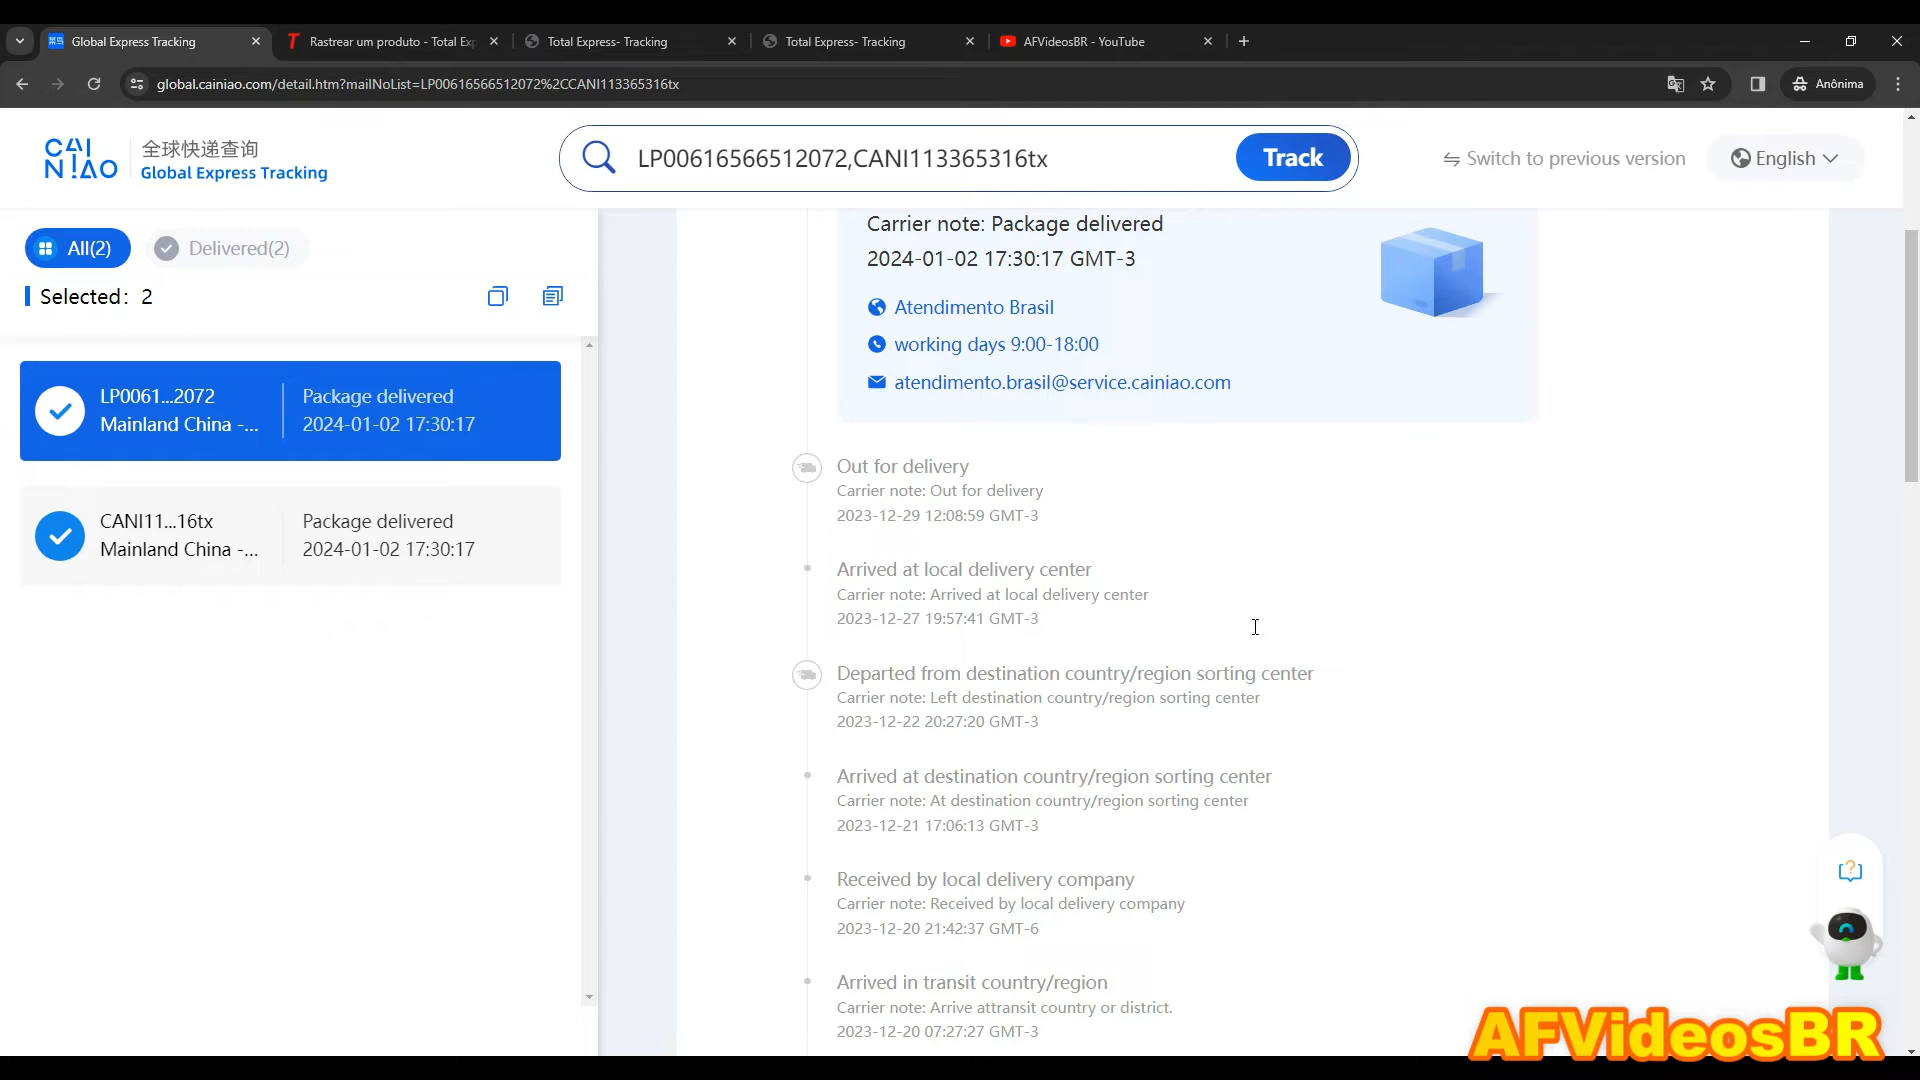 Global Express Tracking
Rastrear um produto - Total Exp
Total Express- Tracking
Total Express- Tracking
AFVideosBR - YouTube
global.cainiao.com/detail.htm?mailNoList=LP00616566512072%2CCANI113365316tx
Anônima
CAI
NIAO
全球快递查询
Global Express Tracking
LP00616566512072,CANI113365316tx
Track
Switch to previous version
English
All(2)
Delivered(2)
Selected: 2
LP0061...2072
Mainland China -...
Package delivered
2024-01-02 17:30:17
CANI11...16tx
Mainland China -...
Package delivered
2024-01-02 17:30:17
Carrier note: Package delivered
2024-01-02 17:30:17 GMT-3
Atendimento Brasil
working days 9:00-18:00
atendimento.brasil@service.cainiao.com
Out for delivery
Carrier note: Out for delivery
2023-12-29 12:08:59 GMT-3
Arrived at local delivery center
Carrier note: Arrived at local delivery center
2023-12-27 19:57:41 GMT-3
Departed from destination country/region sorting center
Carrier note: Left destination country/region sorting center
2023-12-22 20:27:20 GMT-3
Arrived at destination country/region sorting center
Carrier note: At destination country/region sorting center
2023-12-21 17:06:13 GMT-3
Received by local delivery company
Carrier note: Received by local delivery company
2023-12-20 21:42:37 GMT-6
Arrived in transit country/region
Carrier note: Arrive attransit country or district.
2023-12-20 07:27:27 GMT-3
AFVideosBR